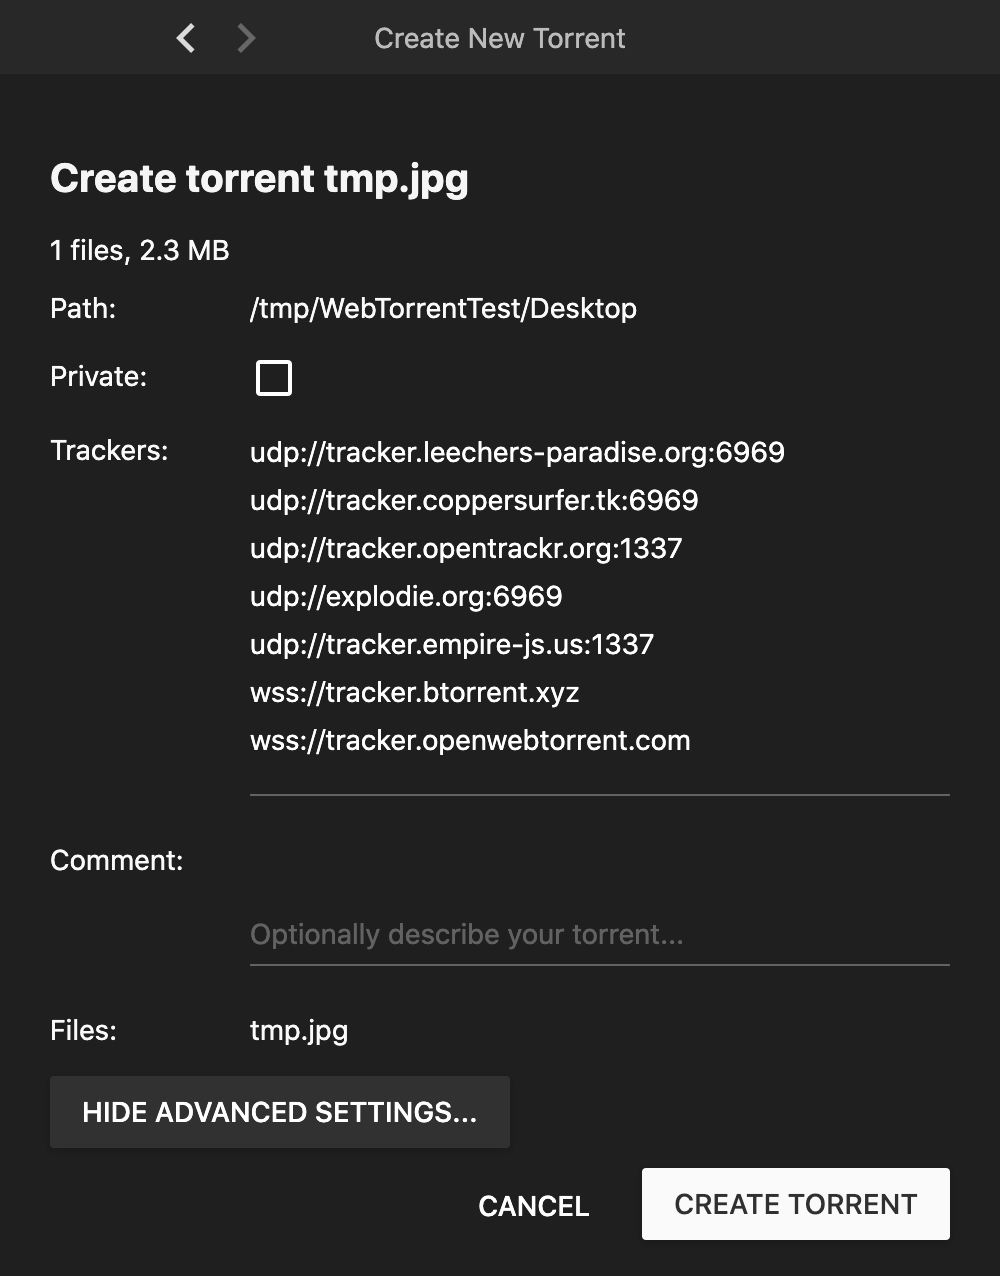 Create New Torrent
Create torrent tmp.jpg
1 files, 2.3 MB
Path: /tmp/WebTorrentTest/Desktop
Private:
Trackers: udp://tracker.leechers-paradise.org:6969
udp://tracker.coppersurfer.tk:6969
udp://tracker.opentrackr.org:1337
udp://explodie.org:6969
udp://tracker.empire-js.us:1337
wss://tracker.btorrent.xyz
wss://tracker.openwebtorrent.com
Comment:
Optionally describe your torrent...
Files: tmp.jpg
HIDE ADVANCED SETTINGS...
CANCEL CREATE TORRENT